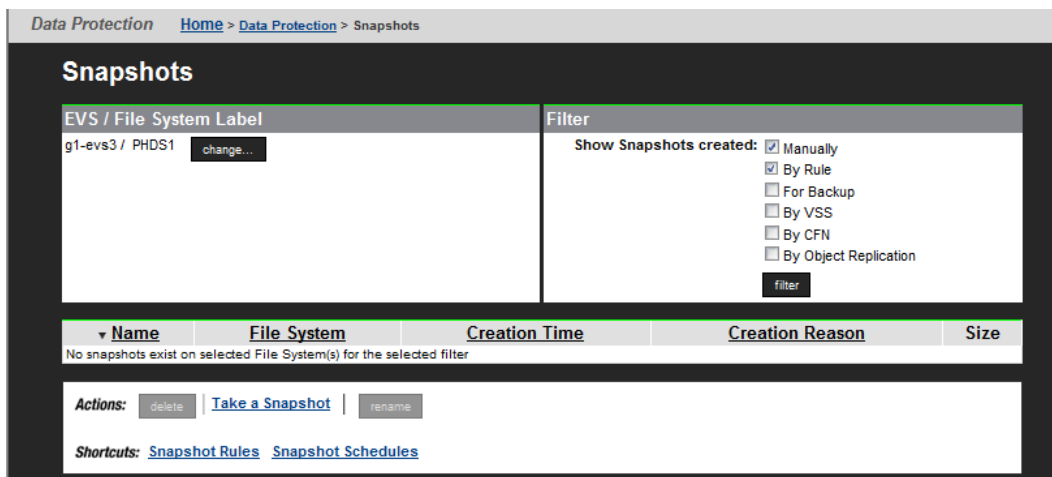 Data Protection Home > Data Protection > Snapshots
Snapshots
EVS / File System Label
g1-evs3 / PHDS1 change...
Filter
Show Snapshots created: Manually
By Rule
For Backup
By VSS
By CFN
By Object Replication
filter
Name File System Creation Time Creation Reason Size
No snapshots exist on selected File System(s) for the selected filter
Actions: delete Take a Snapshot rename
Shortcuts: Snapshot Rules Snapshot Schedules